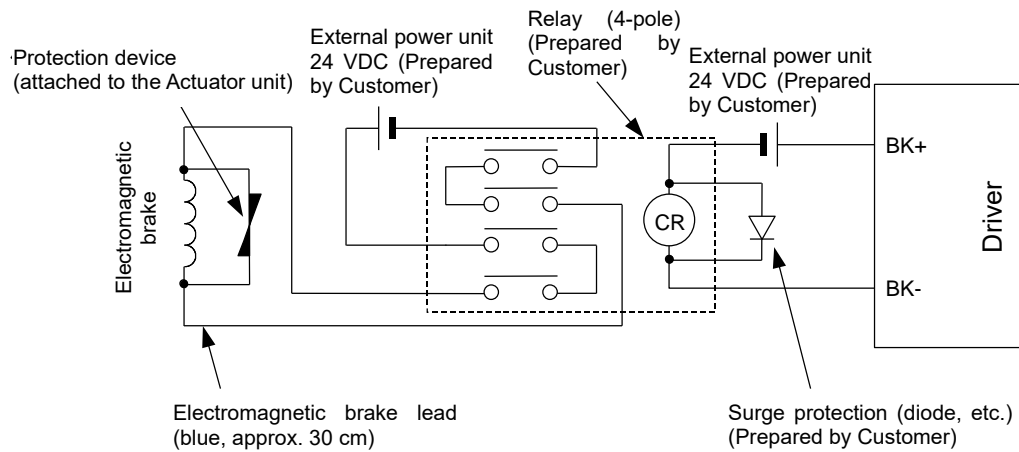 Protection device
(attached to the Actuator unit)
External power unit
24 VDC (Prepared
by Customer)
Relay (4-pole)
(Prepared by
Customer)
External power unit
24 VDC (Prepared
by Customer)
Electromagnetic
brake
CR
BK+
BK-
Driver
Electromagnetic brake lead
(blue, approx. 30 cm)
Surge protection (diode, etc.)
(Prepared by Customer)